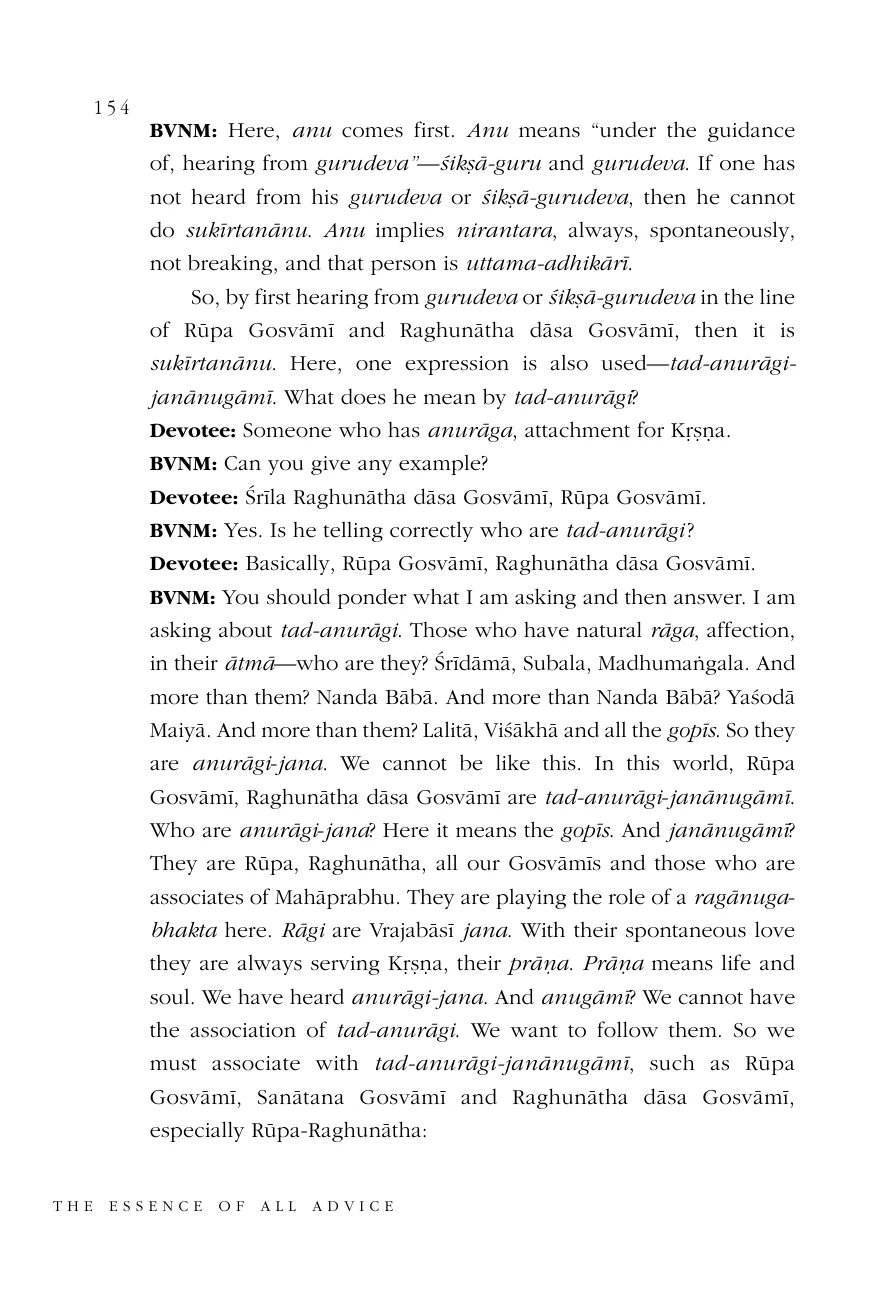 154
BVNM: Here, anu comes first. Anu means “under the guidance
of, hearing from gurudeva”—śikṣā-guru and gurudeva. If one has
not heard from his gurudeva or śikṣā-gurudeva, then he cannot
do sukīrtanānu. Anu implies nirantara, always, spontaneously,
not breaking, and that person is uttama-adhikārī.
So, by first hearing from gurudeva or śikṣā-gurudeva in the line
of Rūpa Gosvāmī and Raghunātha dāsa Gosvāmī, then it is
sukīrtanānu. Here, one expression is also used—tad-anurāgi-
janānugāmī. What does he mean by tad-anurāgi?
Devotee: Someone who has anurāga, attachment for Kṛṣṇa.
BVNM: Can you give any example?
Devotee: Śrīla Raghunātha dāsa Gosvāmī, Rūpa Gosvāmī.
BVNM: Yes. Is he telling correctly who are tad-anurāgi?
Devotee: Basically, Rūpa Gosvāmī, Raghunātha dāsa Gosvāmī.
BVNM: You should ponder what I am asking and then answer. I am
asking about tad-anurāgi. Those who have natural rāga, affection,
in their ātmā—who are they? Śrīdāmā, Subala, Madhumaṅgala. And
more than them? Nanda Bābā. And more than Nanda Bābā? Yaśodā
Maiyā. And more than them? Lalitā, Viśākhā and all the gopīs. So they
are anurāgi-jana. We cannot be like this. In this world, Rūpa
Gosvāmī, Raghunātha dāsa Gosvāmī are tad-anurāgi-janānugāmī.
Who are anurāgi-jana? Here it means the gopīs. And janānugāmī?
They are Rūpa, Raghunātha, all our Gosvāmīs and those who are
associates of Mahāprabhu. They are playing the role of a ragānuga-
bhakta here. Rāgi are Vrajabāsī jana. With their spontaneous love
they are always serving Kṛṣṇa, their prāṇa. Prāṇa means life and
soul. We have heard anurāgi-jana. And anugāmī? We cannot have
the association of tad-anurāgi. We want to follow them. So we
must associate with tad-anurāgi-janānugāmī, such as Rūpa
Gosvāmī, Sanātana Gosvāmī and Raghunātha dāsa Gosvāmī,
especially Rūpa-Raghunātha:
THE ESSENCE OF ALL ADVICE